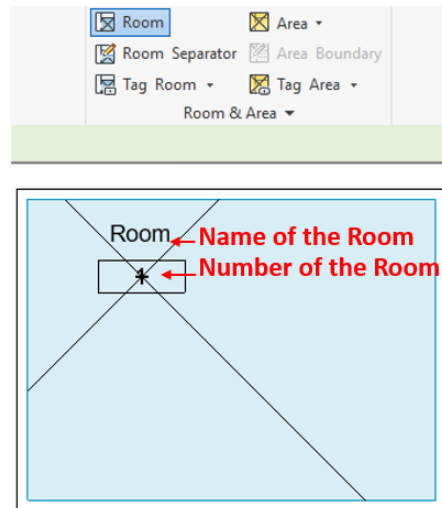 Room Area
Room Separator Area Boundary
Tag Room Tag Area
Room & Area
Room Name of the Room
1 Number of the Room